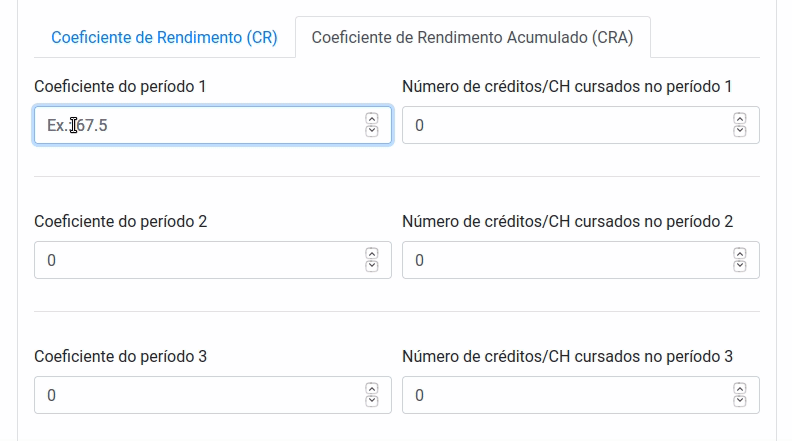 Coeficiente de Rendimento (CR) Coeficiente de Rendimento Acumulado (CRA)
Coeficiente do período 1 Número de créditos/CH cursados no período 1
67.5 0
Coeficiente do período 2 Número de créditos/CH cursados no período 2
0 0
Coeficiente do período 3 Número de créditos/CH cursados no período 3
0 0